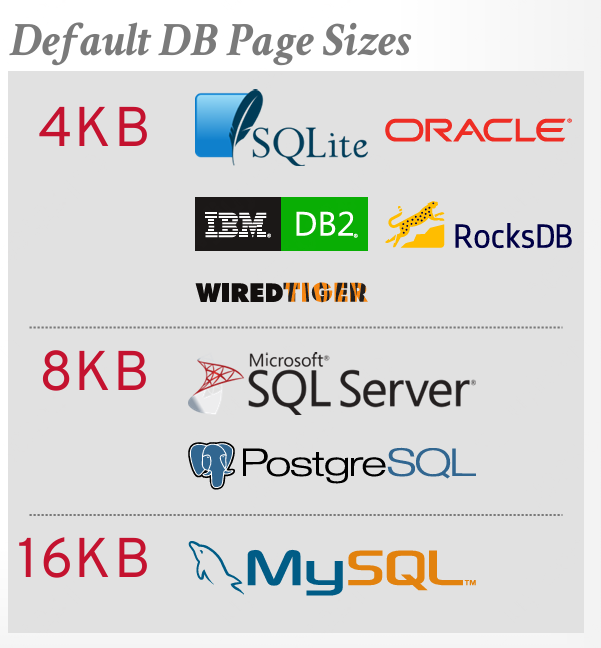 Default DB Page Sizes
4KB
SQLite
ORACLE®
IBM® DB2®
RocksDB
WIREDTIGER
8KB
Microsoft®
SQL Server®
PostgreSQL
16KB
MySQL™